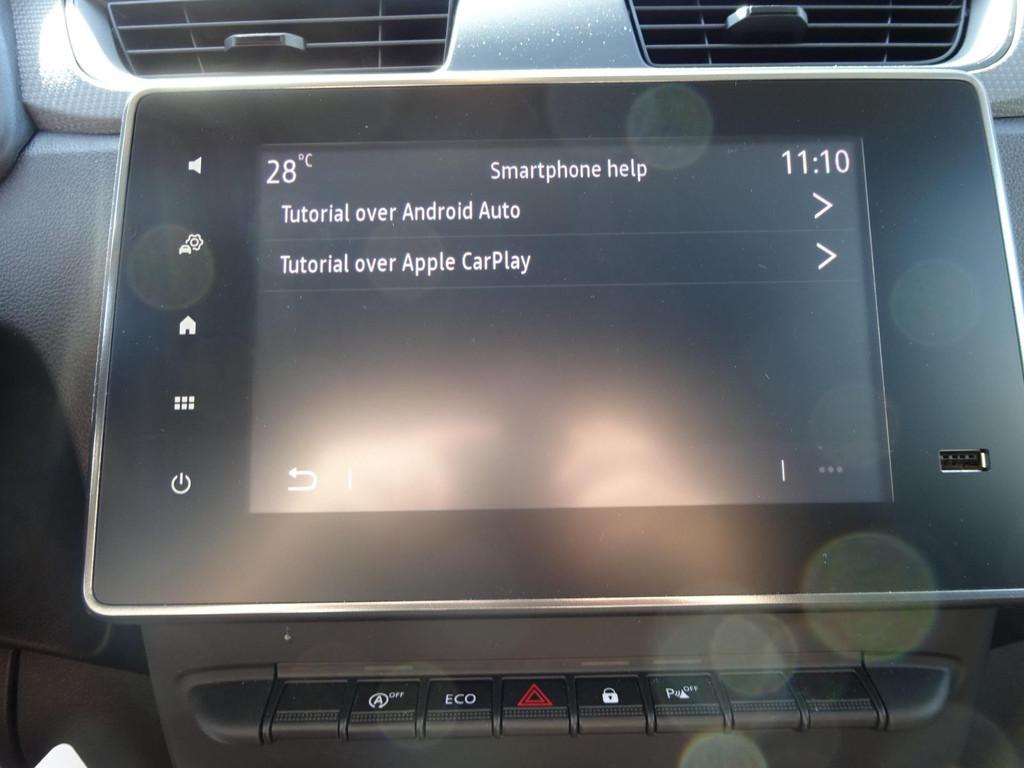 28°C Smartphone help 11:10
Tutorial over Android Auto
Tutorial over Apple CarPlay
A OFF ECO P OFF